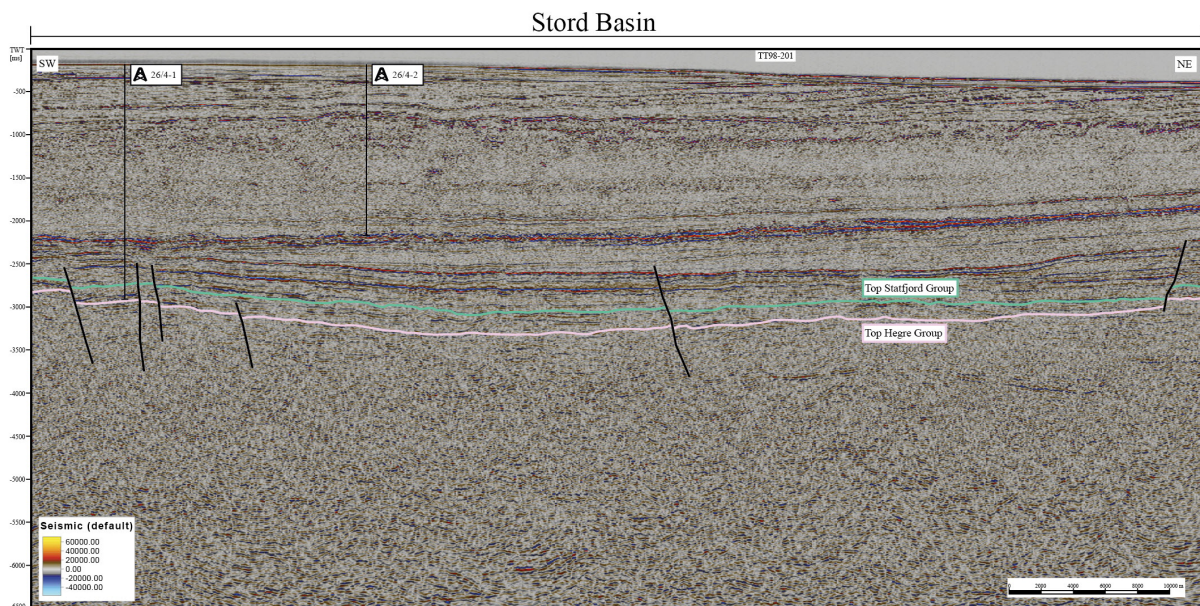 Stord Basin
TWT
[ms]
SW
26/4-1
26/4-2
TT98-201
NE
-500
-1000
-1500
-2000
-2500
-3000
-3500
-4000
-4500
-5000
-5500
-6000
-6500
Top Statfjord Group
Top Hegre Group
Seismic (default)
60000.00
40000.00
20000.00
0.00
-20000.00
-40000.00
0 2000 4000 6000 8000 10000 m